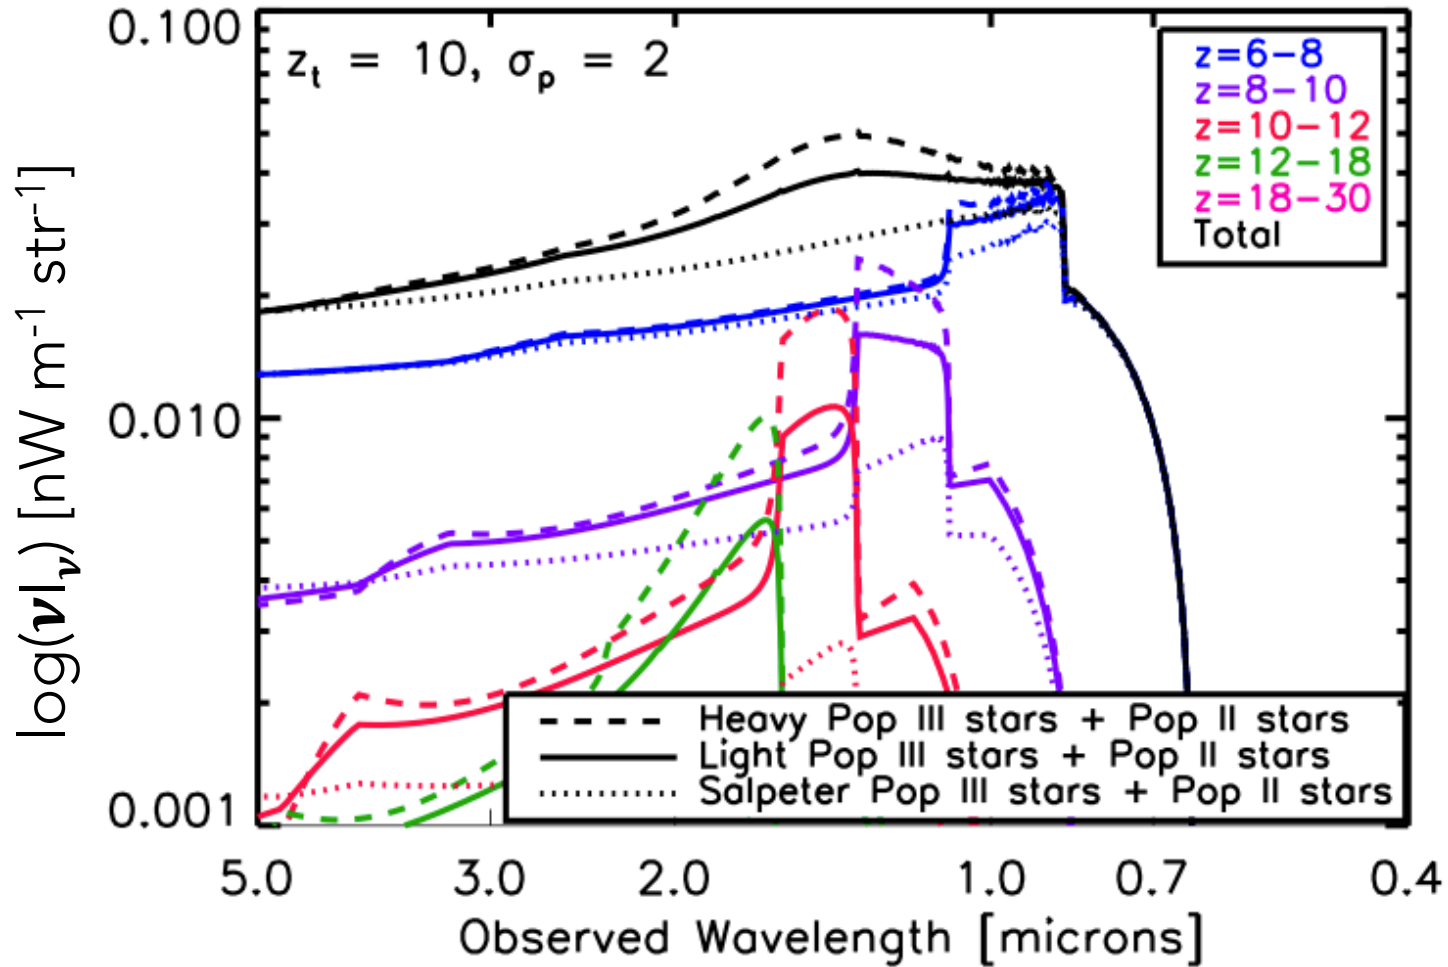 0.100
0.010
0.001
log(νIν) [nW m-1 str-1]
zt = 10, σp = 2
z=6−8
z=8−10
z=10−12
z=12−18
z=18−30
Total
Heavy Pop III stars + Pop II stars
Light Pop III stars + Pop II stars
Salpeter Pop III stars + Pop II stars
5.0 3.0 2.0 1.0 0.7 0.4
Observed Wavelength [microns]